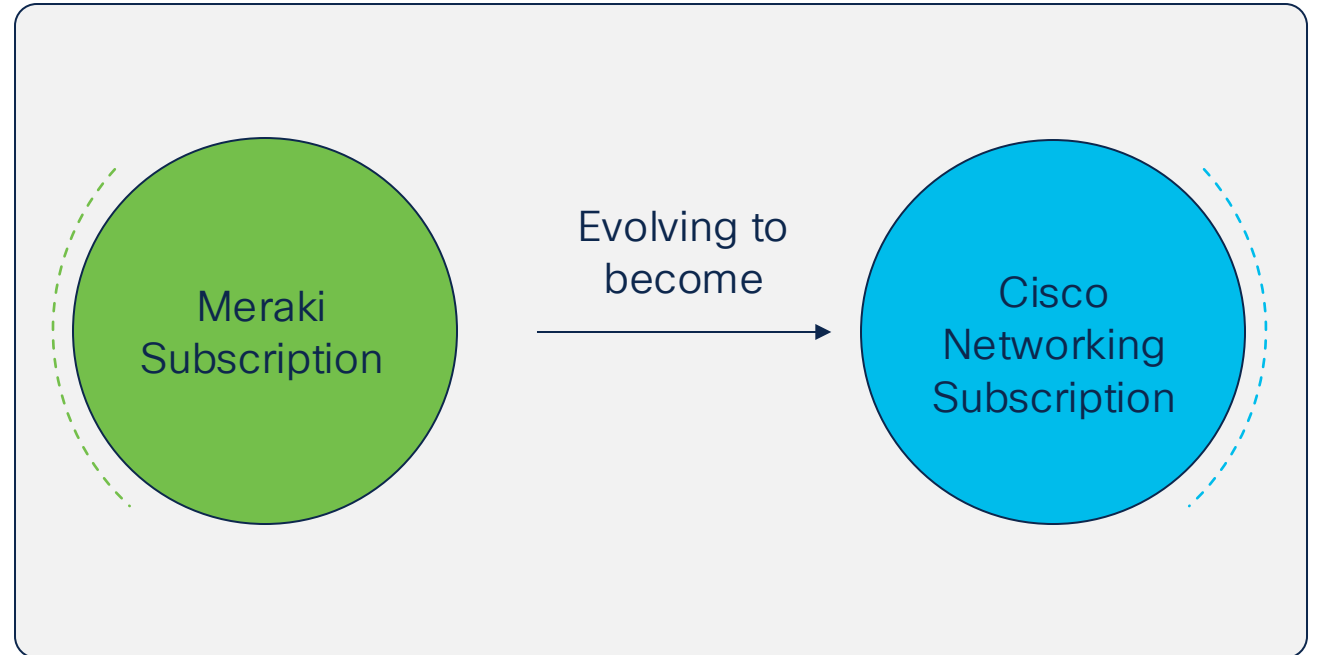 Meraki
Subscription
Evolving to
become
Cisco
Networking
Subscription